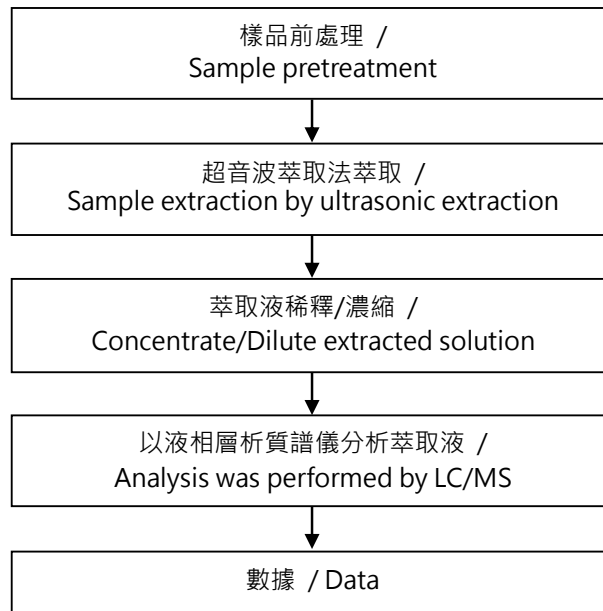 樣品前處理 /
Sample pretreatment
超音波萃取法萃取 /
Sample extraction by ultrasonic extraction
萃取液稀釋/濃縮 /
Concentrate/Dilute extracted solution
以液相層析質譜儀分析萃取液 /
Analysis was performed by LC/MS
數據 / Data